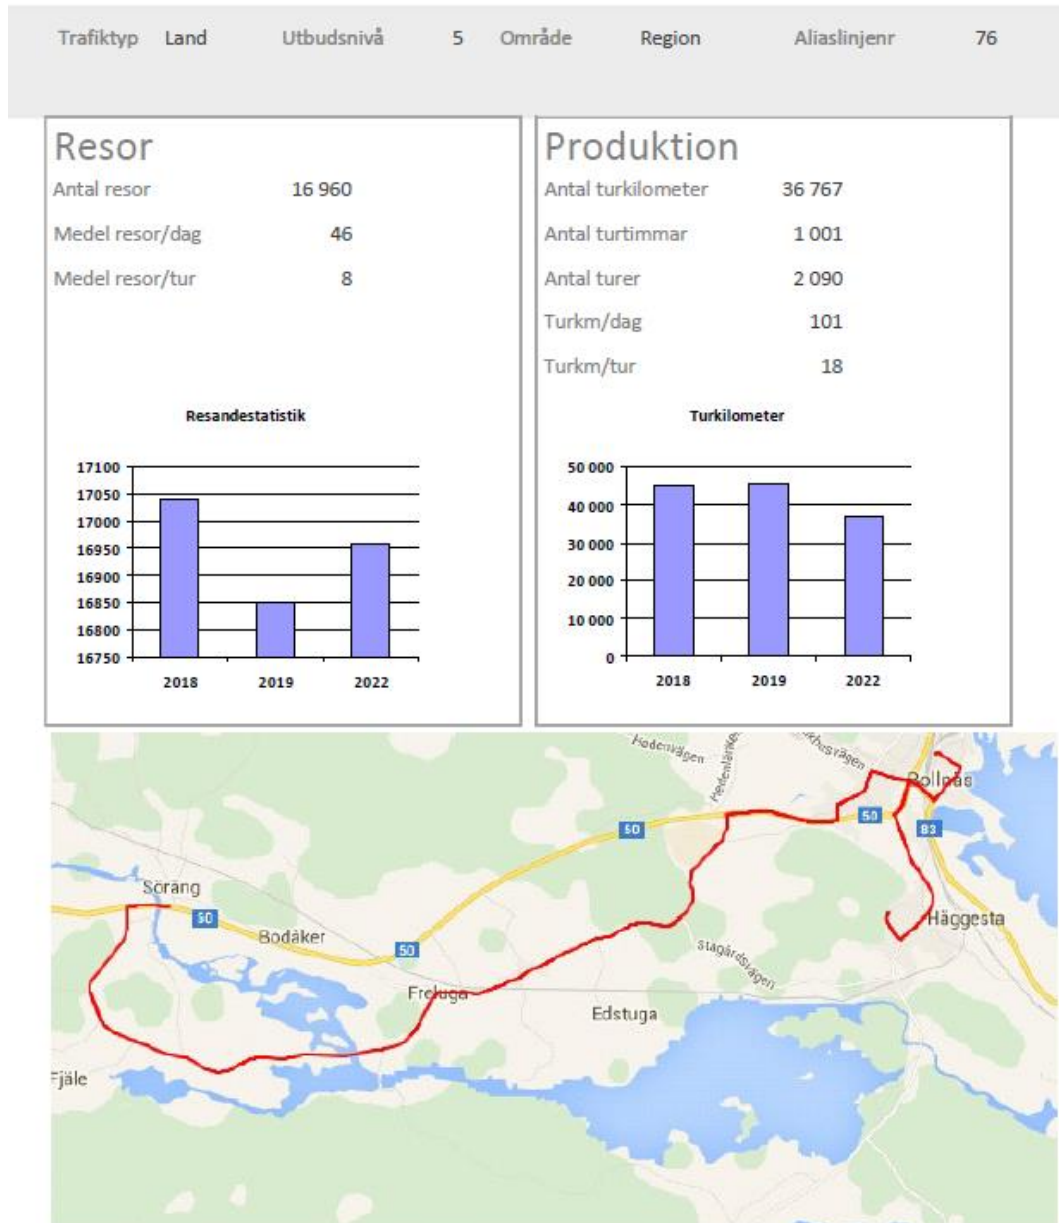 Trafiktyp Land Utbudsnivå 5 Område Region Aliaslinjenr 76
Resor
Antal resor 16 960
Medel resor/dag 46
Medel resor/tur 8
Resandestatistik
17100
17050
17000
16950
16900
16850
16800
16750
2018 2019 2022
Produktion
Antal turkilometer 36 767
Antal turtimmar 1 001
Antal turer 2 090
Turkm/dag 101
Turkm/tur 18
Turkilometer
50 000
40 000
30 000
20 000
10 000
0
2018 2019 2022
Hedenvägen
Bollnäs
50
50
83
Söräng
50
Bodåker
50
Häggesta
Stagårdsvägen
Freluga
Edstuga
Fjäle